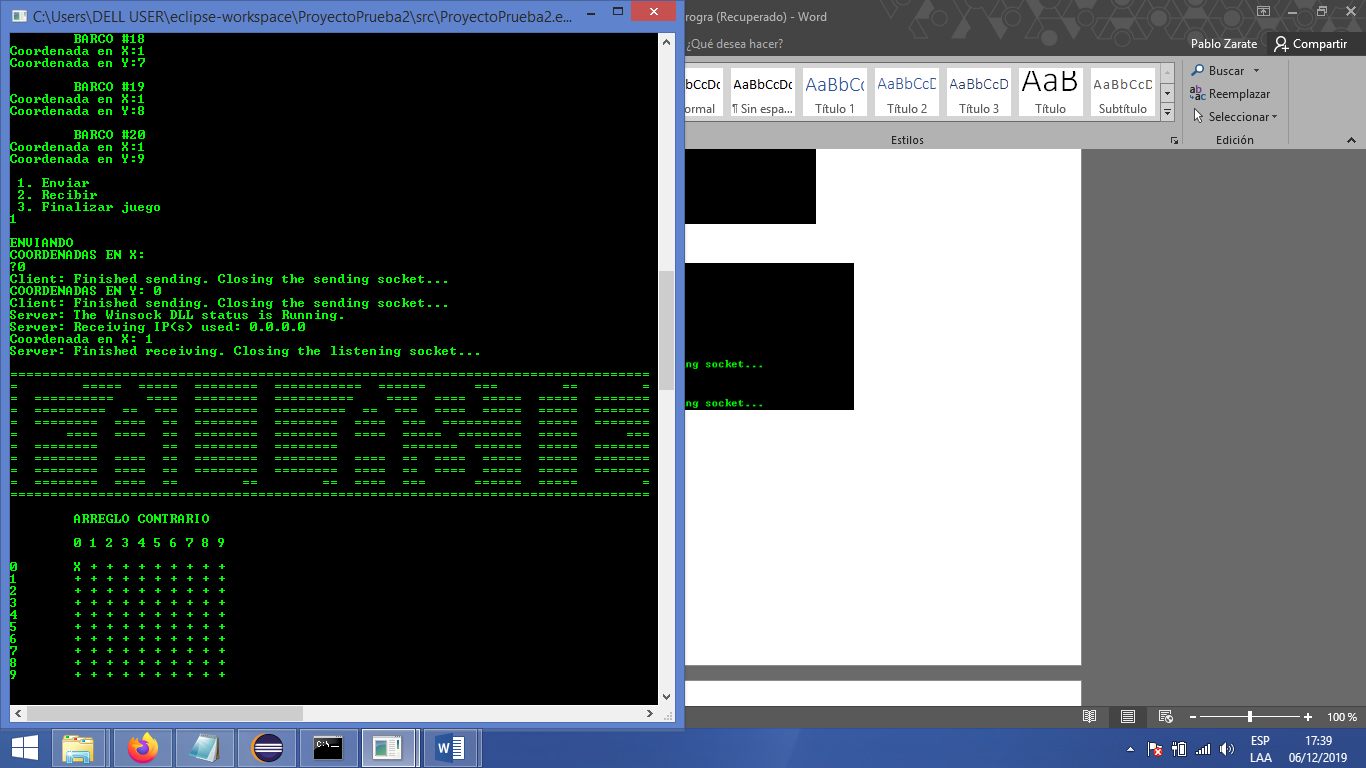 C:\Users\DELL USER\eclipse-workspace\ProyectoPrueba2\src\ProyectoPrueba2.e...
BARCO #18
Coordenada en X:1
Coordenada en Y:7
BARCO #19
Coordenada en X:1
Coordenada en Y:8
BARCO #20
Coordenada en X:1
Coordenada en Y:9
1. Enviar
2. Recibir
3. Finalizar juego
1
ENVIANDO
COORDENADAS EN X:
?0
Client: Finished sending. Closing the sending socket...
COORDENADAS EN Y: 0
Client: Finished sending. Closing the sending socket...
Server: The Winsock DLL status is Running.
Server: Receiving IP(s) used: 0.0.0.0
Coordenada en X: 1
Server: Finished receiving. Closing the listening socket...
ARREGLO CONTRARIO
0 1 2 3 4 5 6 7 8 9
0 X + + + + + + + + +
1 + + + + + + + + + +
2 + + + + + + + + + +
3 + + + + + + + + + +
4 + + + + + + + + + +
5 + + + + + + + + + +
6 + + + + + + + + + +
7 + + + + + + + + + +
8 + + + + + + + + + +
9 + + + + + + + + + +
rogra (Recuperado) - Word
¿Qué desea hacer?
Pablo Zarate
Compartir
AaBbCcDc AaBbCcDc AaBbCc AaBbCcD AaBbCcD AaB AaBbCcD
ormal ¶ Sin espa... Título 1 Título 2 Título 3 Título Subtítulo
Estilos
Buscar
Reemplazar
Seleccionar
Edición
ng socket...
ng socket...
100 %
ESP
LAA
17:39
06/12/2019